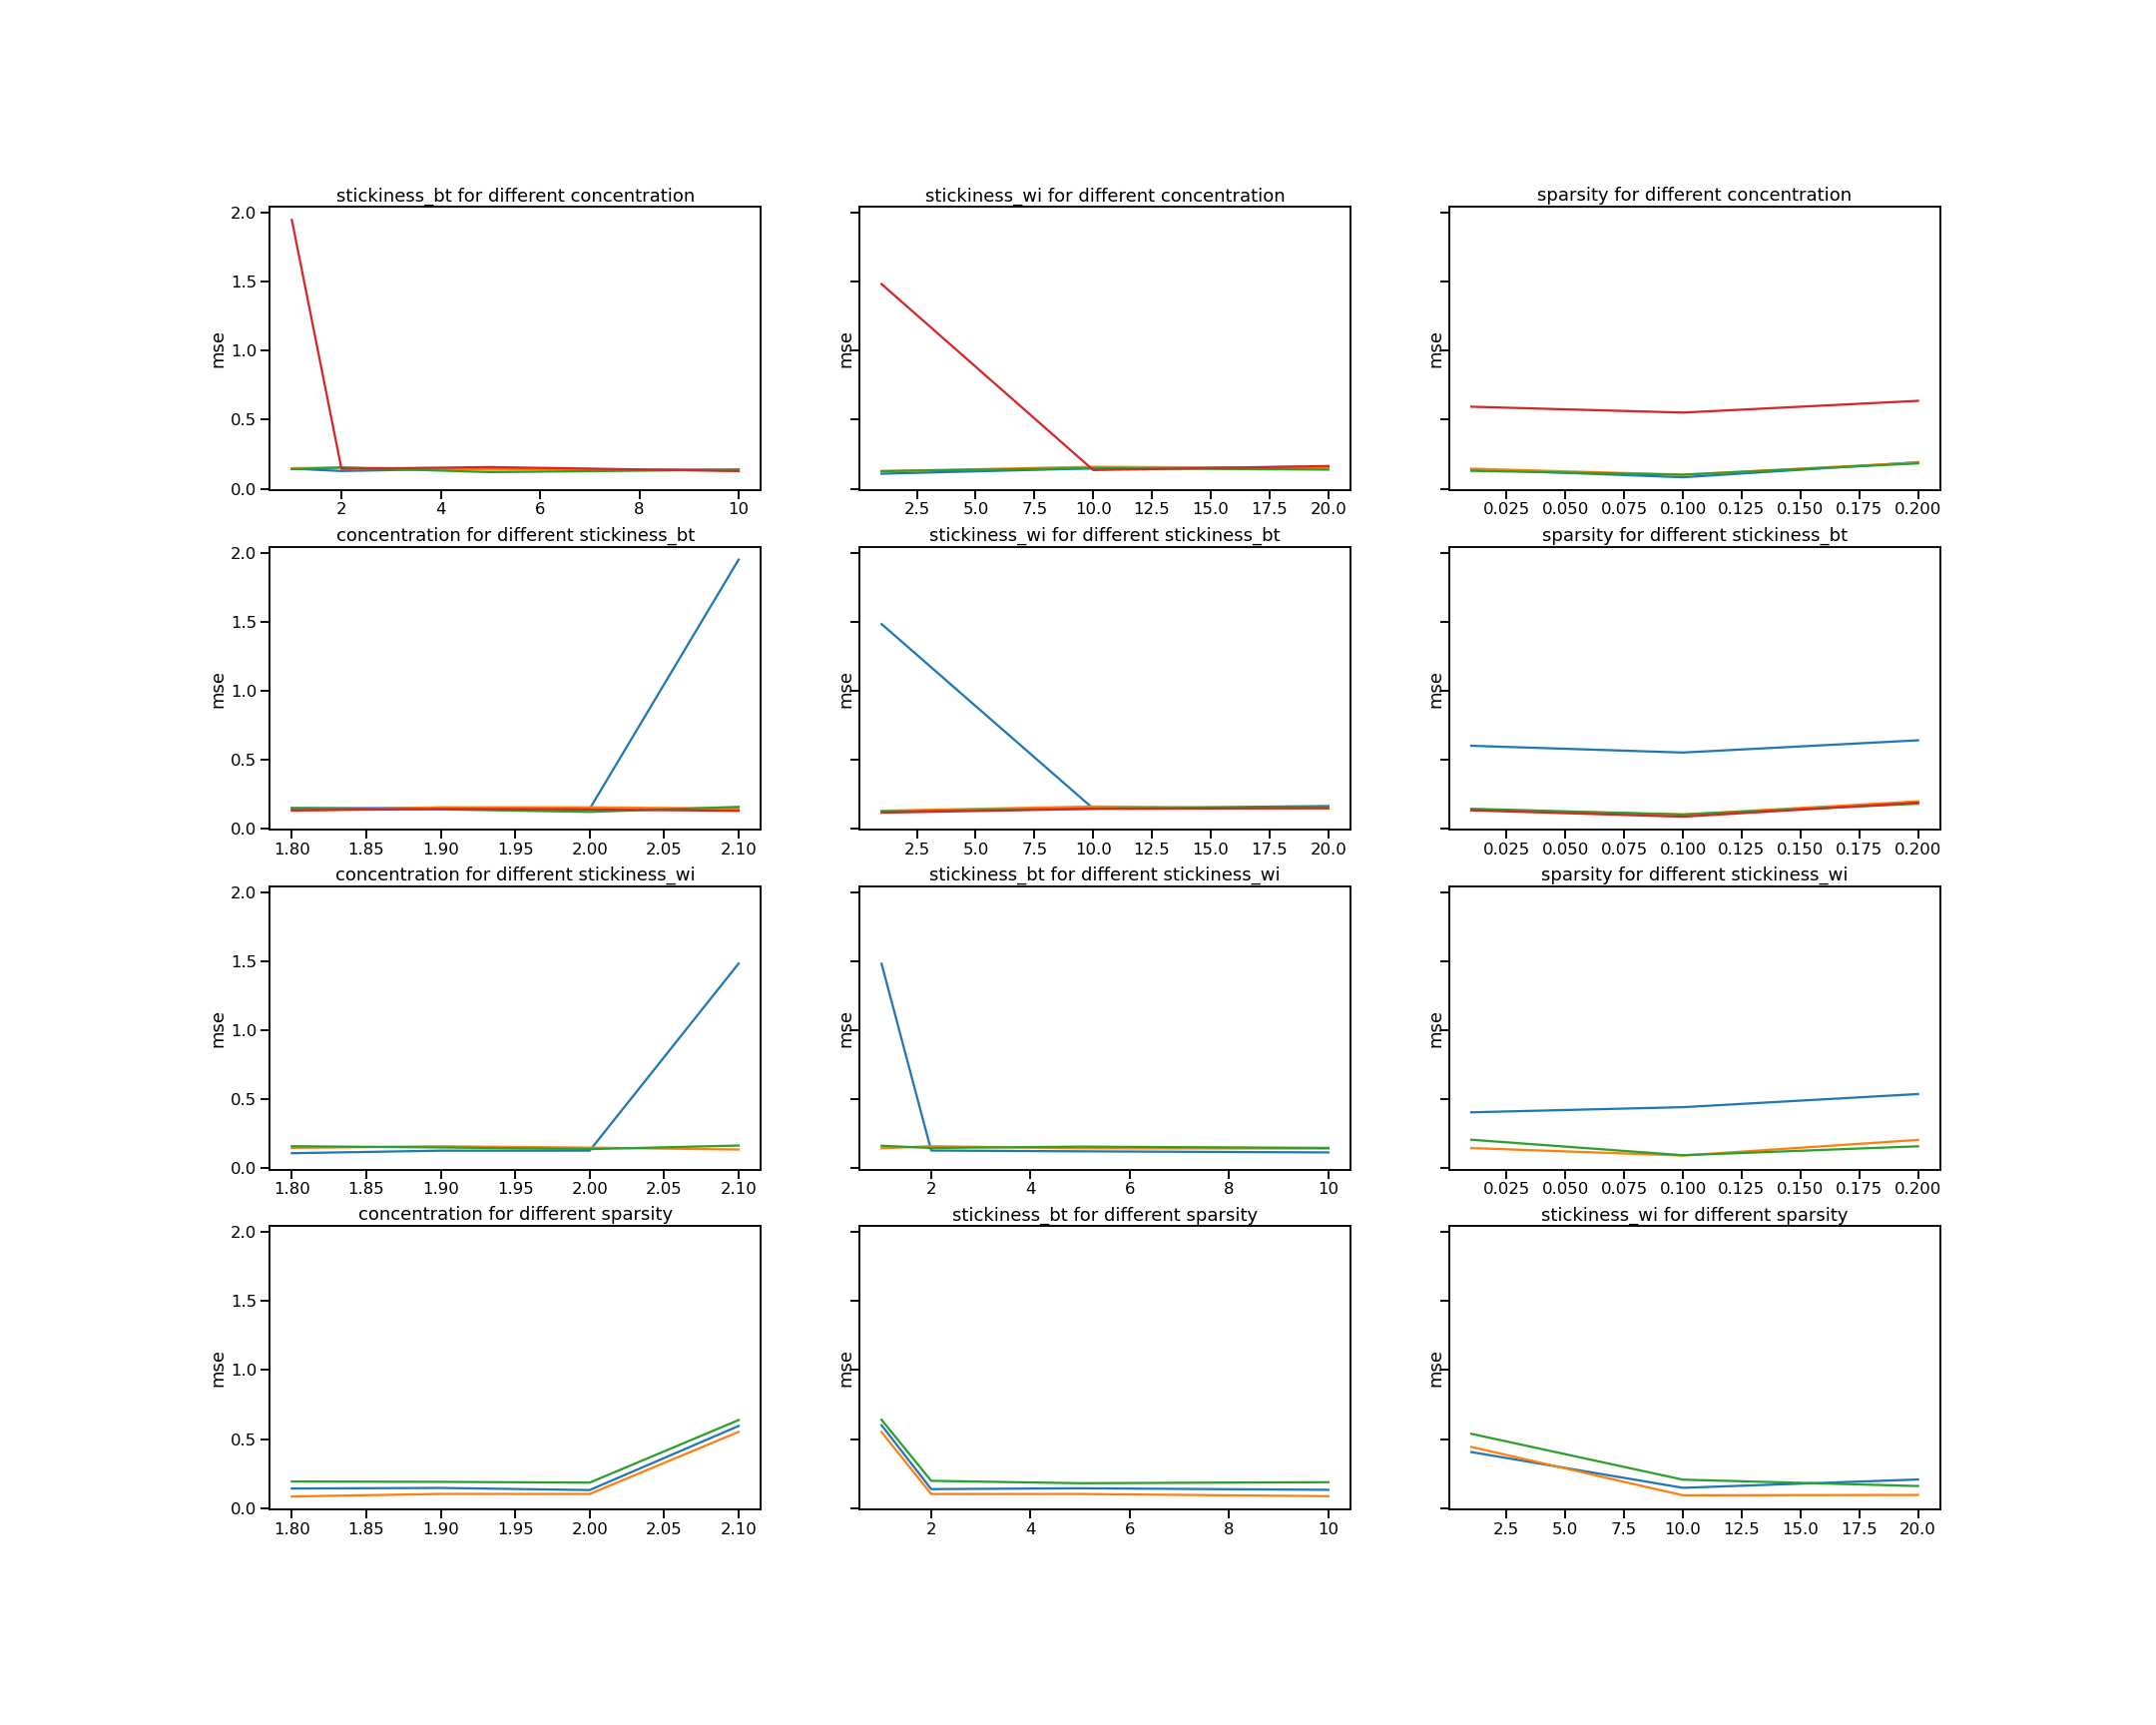 stickiness_bt for different concentration
stickiness_wi for different concentration
sparsity for different concentration
2.0
1.5
1.0
0.5
0.0
mse
mse
mse
2 4 6 8 10
2.5 5.0 7.5 10.0 12.5 15.0 17.5 20.0
0.025 0.050 0.075 0.100 0.125 0.150 0.175 0.200
concentration for different stickiness_bt
stickiness_wi for different stickiness_bt
sparsity for different stickiness_bt
2.0
1.5
1.0
0.5
0.0
mse
mse
mse
1.80 1.85 1.90 1.95 2.00 2.05 2.10
2.5 5.0 7.5 10.0 12.5 15.0 17.5 20.0
0.025 0.050 0.075 0.100 0.125 0.150 0.175 0.200
concentration for different stickiness_wi
stickiness_bt for different stickiness_wi
sparsity for different stickiness_wi
2.0
1.5
1.0
0.5
0.0
mse
mse
mse
1.80 1.85 1.90 1.95 2.00 2.05 2.10
2 4 6 8 10
0.025 0.050 0.075 0.100 0.125 0.150 0.175 0.200
concentration for different sparsity
stickiness_bt for different sparsity
stickiness_wi for different sparsity
2.0
1.5
1.0
0.5
0.0
mse
mse
mse
1.80 1.85 1.90 1.95 2.00 2.05 2.10
2 4 6 8 10
2.5 5.0 7.5 10.0 12.5 15.0 17.5 20.0